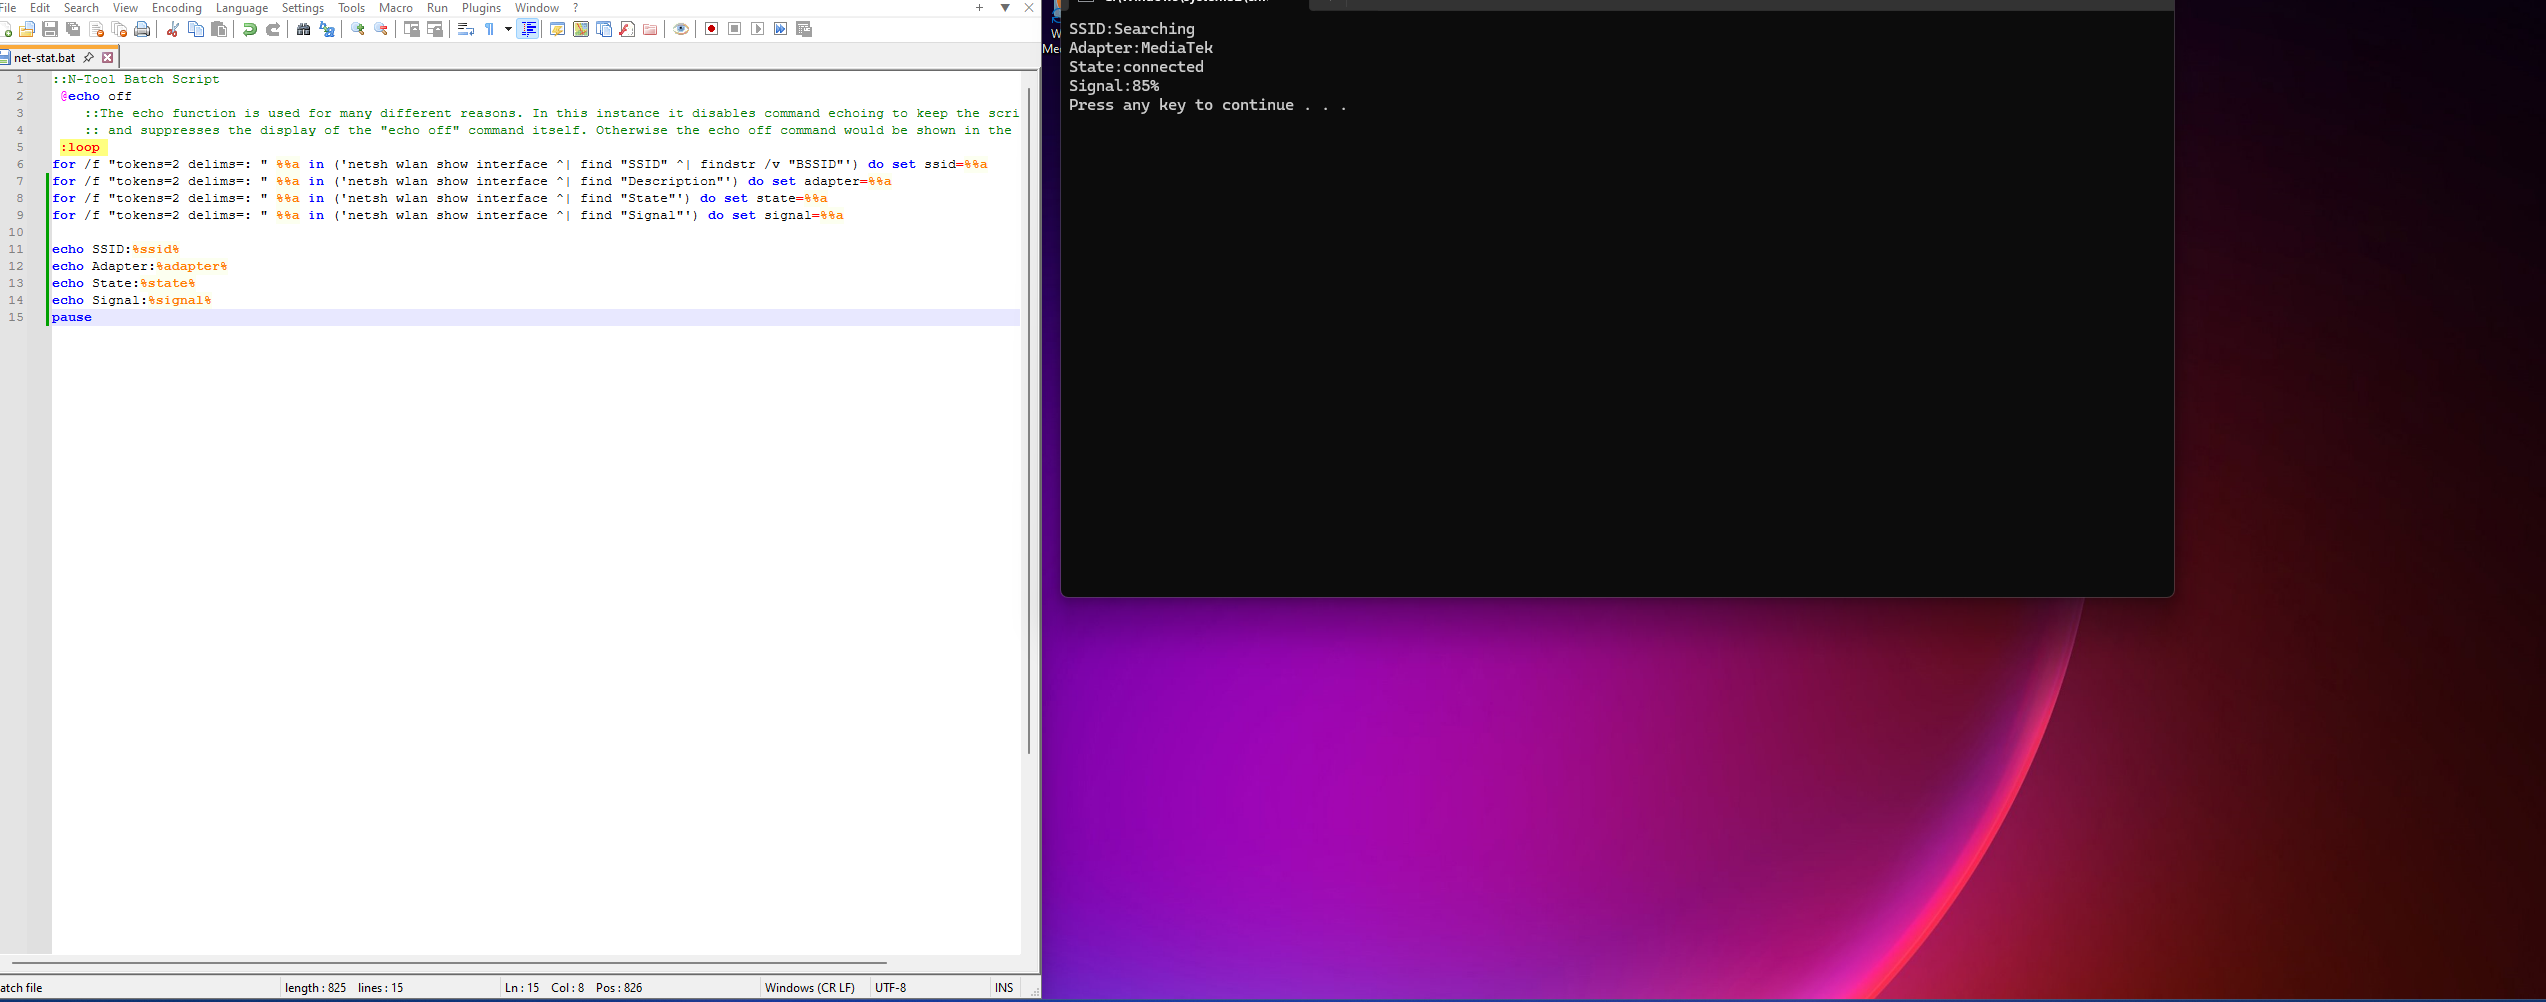 File Edit Search View Encoding Language Settings Tools Macro Run Plugins Window ?
net-stat.bat
1 ::N-Tool Batch Script
2 @echo off
3 ::The echo function is used for many different reasons. In this instance it disables command echoing to keep the scri
4 :: and suppresses the display of the "echo off" command itself. Otherwise the echo off command would be shown in the
5 :loop
6 for /f "tokens=2 delims=: " %%a in ('netsh wlan show interface ^| find "SSID" ^| findstr /v "BSSID"') do set ssid=%%a
7 for /f "tokens=2 delims=: " %%a in ('netsh wlan show interface ^| find "Description"') do set adapter=%%a
8 for /f "tokens=2 delims=: " %%a in ('netsh wlan show interface ^| find "State"') do set state=%%a
9 for /f "tokens=2 delims=: " %%a in ('netsh wlan show interface ^| find "Signal"') do set signal=%%a
10
11 echo SSID:%ssid%
12 echo Adapter:%adapter%
13 echo State:%state%
14 echo Signal:%signal%
15 pause
atch file length : 825 lines : 15 Ln : 15 Col : 8 Pos : 826 Windows (CR LF) UTF-8 INS
W
Me
SSID:Searching
Adapter:MediaTek
State:connected
Signal:85%
Press any key to continue . . .